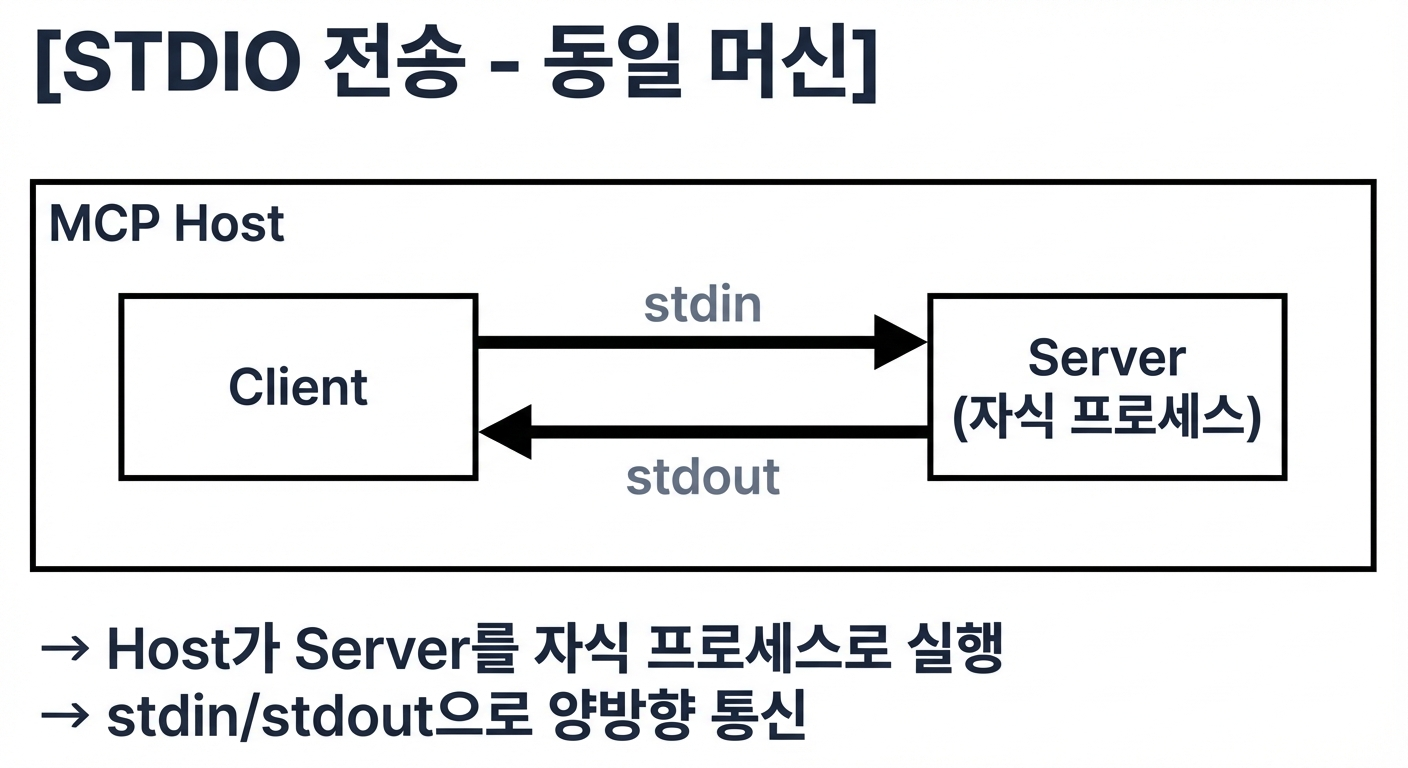 [STDIO 전송 - 동일 머신]
MCP Host
stdin
Client
Server
(자식 프로세스)
stdout
→ Host가 Server를 자식 프로세스로 실행
→ stdin/stdout으로 양방향 통신